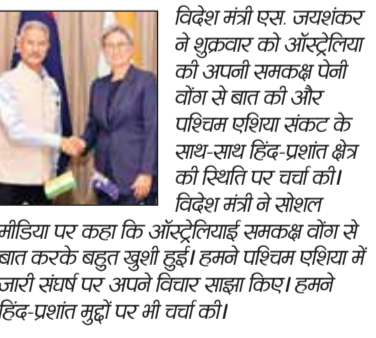 विदेश मंत्री एस. जयशंकर
ने शुक्रवार को ऑस्ट्रेलिया
की अपनी समकक्ष पेनी
वोंग से बात की और
पश्चिम एशिया संकट के
साथ-साथ हिंद-प्रशांत क्षेत्र
की स्थिति पर चर्चा की।
विदेश मंत्री ने सोशल
मीडिया पर कहा कि ऑस्ट्रेलियाई समकक्ष वोंग से
बात करके बहुत खुशी हुई। हमने पश्चिम एशिया में
जारी संघर्ष पर अपने विचार साझा किए। हमने
हिंद-प्रशांत मुद्दों पर भी चर्चा की।